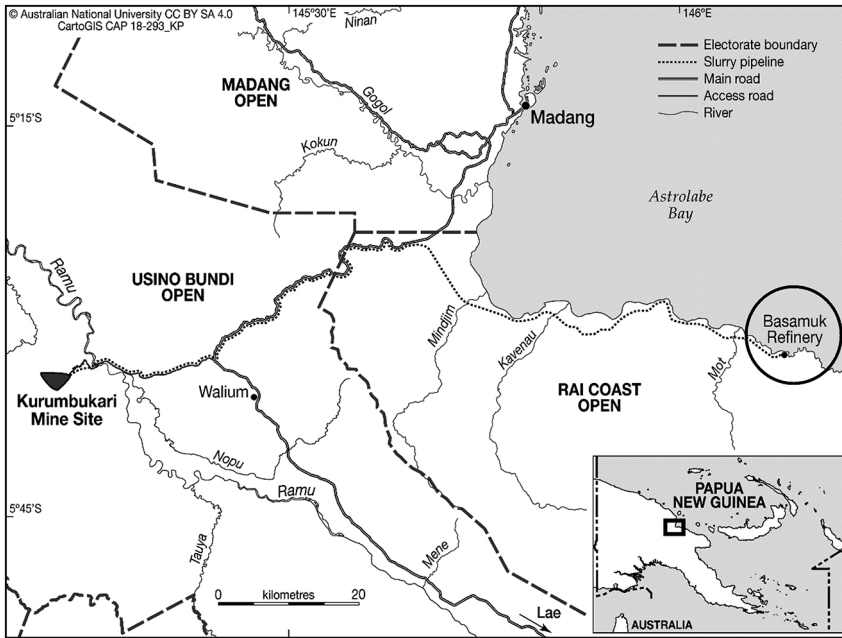 © Australian National University CC BY SA 4.0
CartoGIS CAP 18-293_KP
145°30'E
146°E
Ninan
Electorate boundary
Slurry pipeline
Main road
Access road
River
MADANG
OPEN
Gogol
Madang
5°15'S
Kokun
Astrolabe
Bay
Ramu
USINO BUNDI
OPEN
Mindjim
Kavenau
Mot
Basamuk
Refinery
Kurumbukari
Mine Site
Walium
RAI COAST
OPEN
Nopu
Ramu
5°45'S
Tauya
Mene
kilometres
0
20
Lae
PAPUA
NEW GUINEA
AUSTRALIA